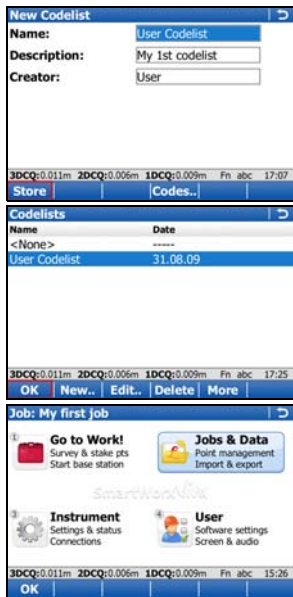 New Codelist
Name: User Codelist
Description: My 1st codelist
Creator: User
3DCQ:0.011m 2DCQ:0.006m 1DCQ:0.009m Fn abc 17:07
Store Codes..
Codelists
Name Date
<None> -----
User Codelist 31.08.09
3DCQ:0.011m 2DCQ:0.006m 1DCQ:0.009m Fn abc 17:25
OK New.. Edit.. Delete More
Job: My first job
1 Go to Work!
Survey & stake pts
Start base station
Jobs & Data
Point management
Import & export
SmartWorx Viva
3 Instrument
Settings & status
Connections
4 User
Software settings
Screen & audio
3DCQ:0.011m 2DCQ:0.006m 1DCQ:0.009m Fn abc 15:26
OK